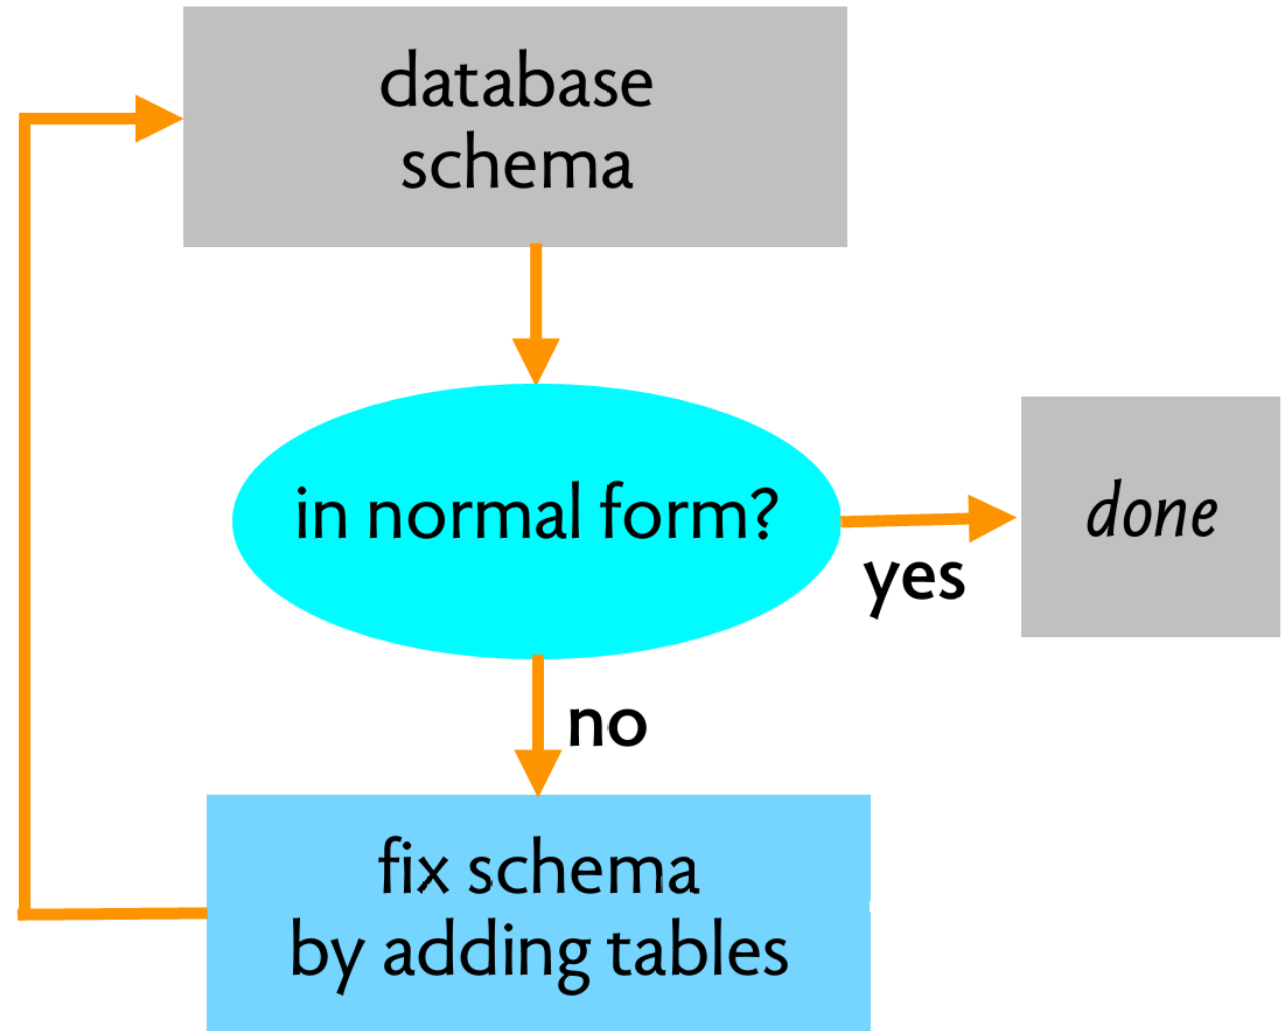 database
schema
in normal form?
yes
done
no
fix schema
by adding tables